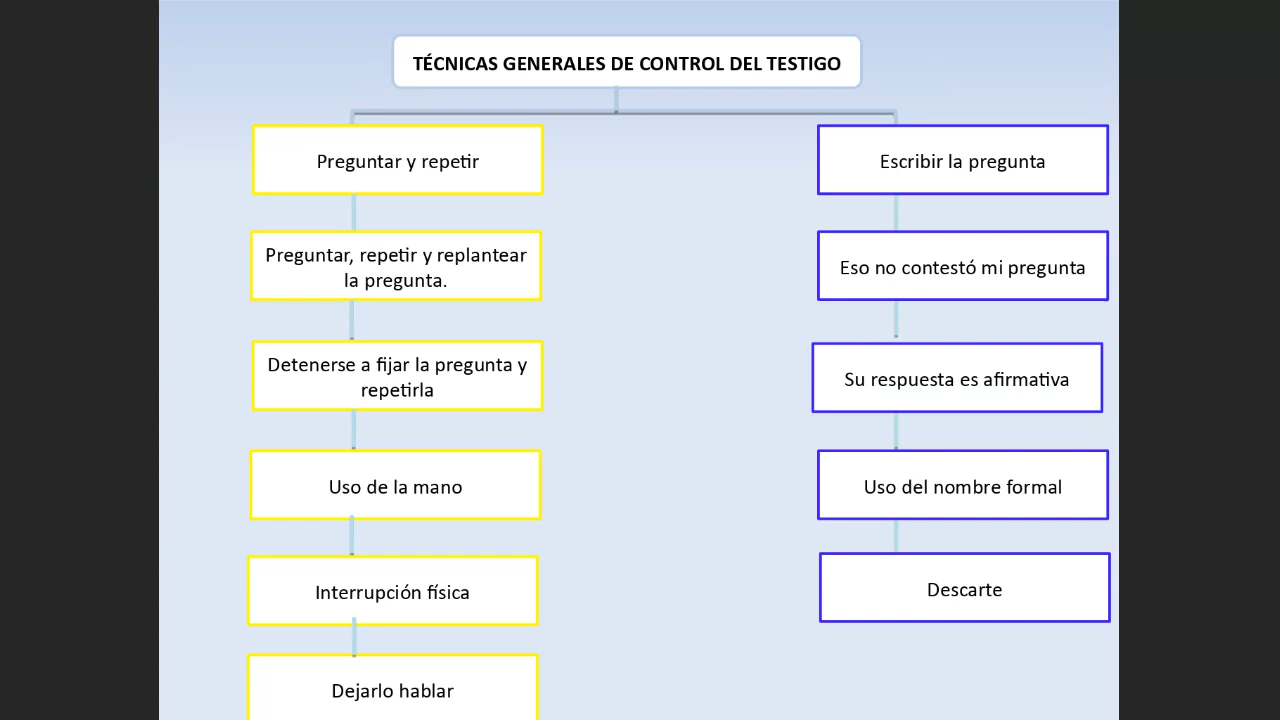 TÉCNICAS GENERALES DE CONTROL DEL TESTIGO
Preguntar y repetir
Preguntar, repetir y replantear
la pregunta.
Detenerse a fijar la pregunta y
repetirla
Uso de la mano
Interrupción física
Dejarlo hablar
Escribir la pregunta
Eso no contestó mi pregunta
Su respuesta es afirmativa
Uso del nombre formal
Descarte